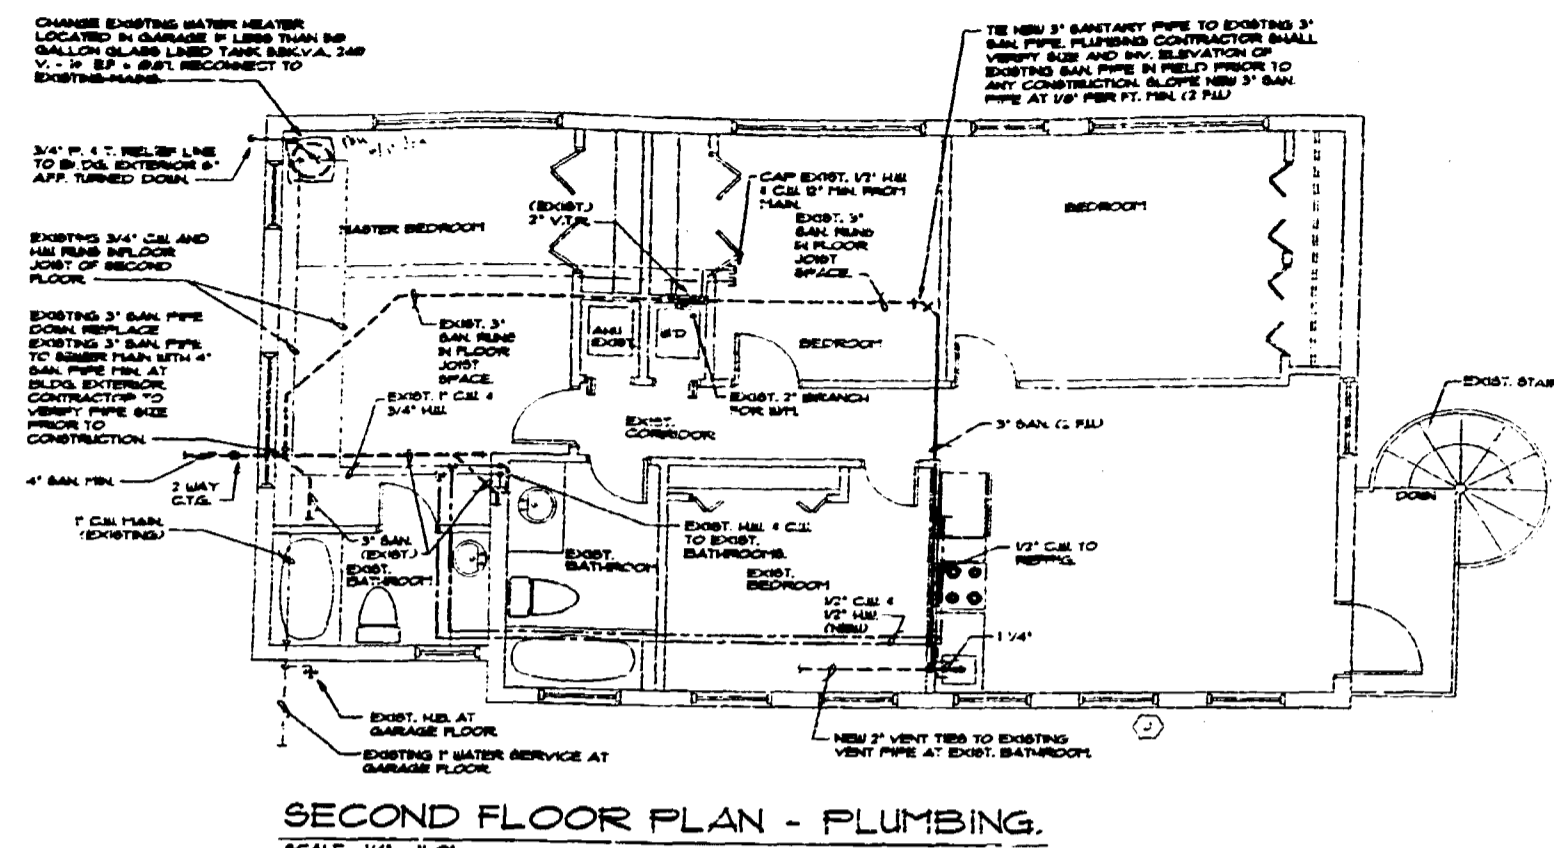 CHANGE EXISTING WATER HEATER
LOCATED IN GARAGE IF LESS THAN
GALLON GLASS LINED TANK
RECONNECT TO
EXISTING MAINS.
TIE NEW 3" SANITARY PIPE TO EXISTING 3"
SAN. PIPE. PLUMBING CONTRACTOR SHALL
VERIFY SIZE AND INV. ELEVATION OF
EXISTING SAN. PIPE IN FIELD PRIOR TO
ANY CONSTRUCTION. SLOPE NEW 3" SAN.
PIPE AT 1/8" PER FT. MIN. (2 F.U.)
3/4" P. & T. RELIEF LINE
TO BLDG. EXTERIOR 6"
A.F.F. TURNED DOWN.
CAP EXIST. 1/2" H.W.
& C.W. 12" MIN. FROM
MAIN.
(EXIST.)
2" V.T.R.
EXIST. 3"
SAN. RUNS
IN FLOOR
JOIST
SPACE.
MASTER BEDROOM
BEDROOM
EXISTING 3/4" C.W. AND
H.W. RUNS IN FLOOR
JOIST OF SECOND
FLOOR.
EXISTING 3" SAN. PIPE
DOWN. REPLACE
EXISTING 3" SAN. PIPE
TO SEWER MAIN WITH 4"
SAN. PIPE MIN. AT
BLDG. EXTERIOR.
CONTRACTOR TO
VERIFY PIPE SIZE
PRIOR TO
CONSTRUCTION.
EXIST. 3"
SAN. RUNS
IN FLOOR
JOIST
SPACE.
AHU
EXIST.
W/D
BEDROOM
EXIST. 1" C.W. &
3/4" H.W.
EXIST. 2" BRANCH
FOR W/M.
EXIST.
CORRIDOR
3" SAN. (2 F.U.)
EXIST. STAIR
DOWN
4" SAN. MIN.
2 WAY
C.T.G.
1" C.W. MAIN.
(EXISTING)
3" SAN.
(EXIST.)
EXIST.
BATHROOM
EXIST.
BATHROOM
EXIST. H.W. & C.W.
TO EXIST.
BATHROOMS.
EXIST.
BEDROOM
1/2" C.W. TO
REFRIG.
1/2" C.W. &
1/2" H.W.
(NEW)
1 1/4"
EXIST. H.B. AT
GARAGE FLOOR
EXISTING 1" WATER SERVICE AT
GARAGE FLOOR
NEW 2" VENT TIES TO EXISTING
VENT PIPE AT EXIST. BATHROOM.
SECOND FLOOR PLAN - PLUMBING.